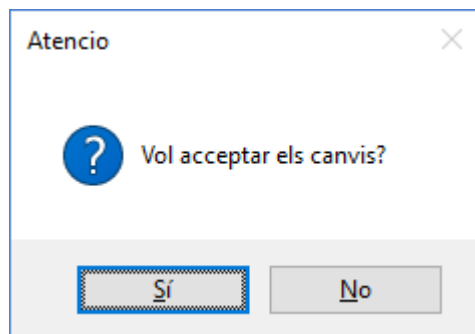 Atencio
Vol acceptar els canvis?
Sí
No